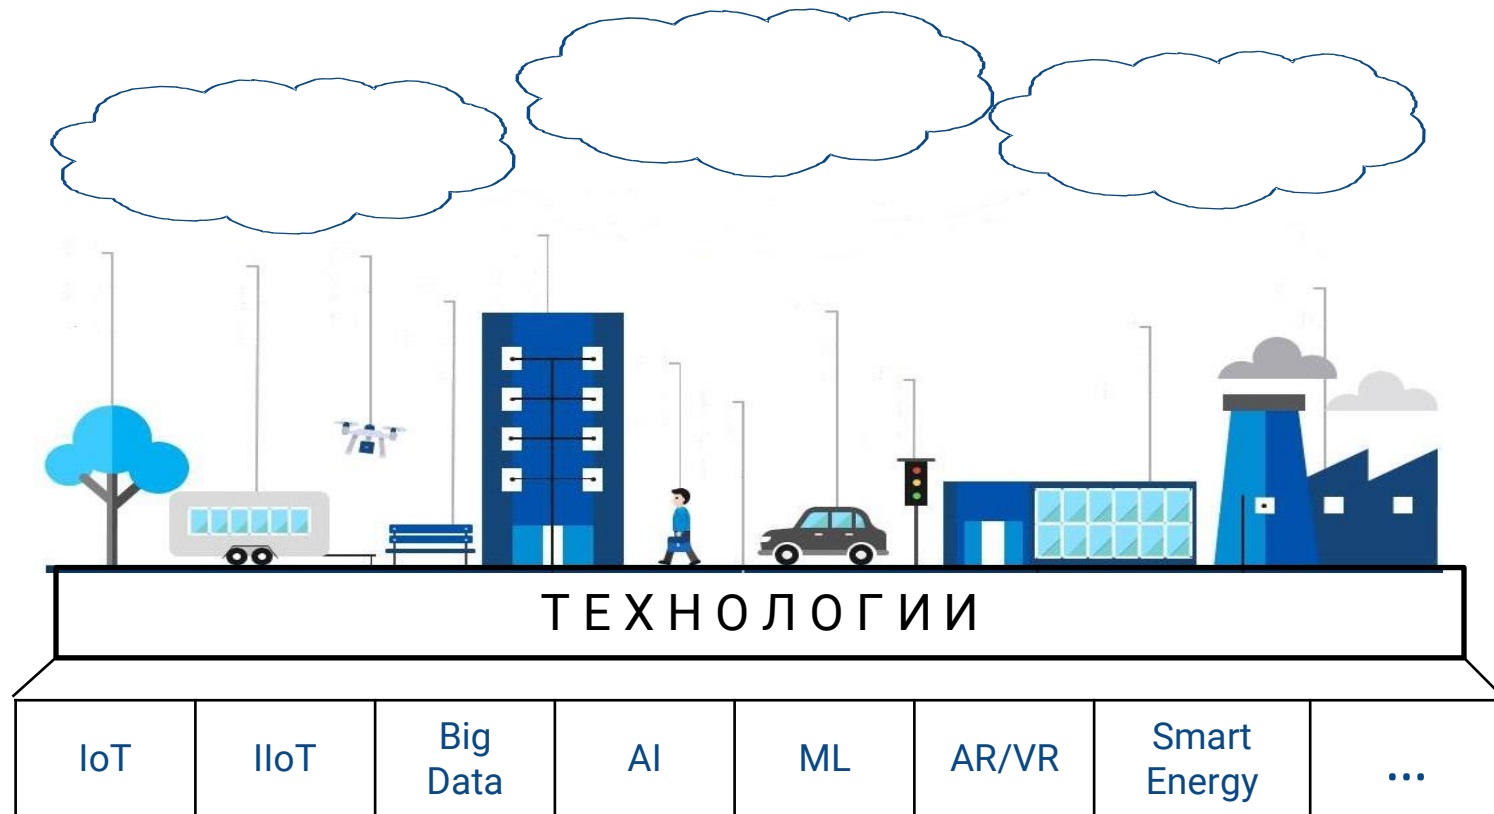 ТЕХНОЛОГИИ
IoT
IIoT
Big
Data
AI
ML
AR/VR
Smart
Energy
...